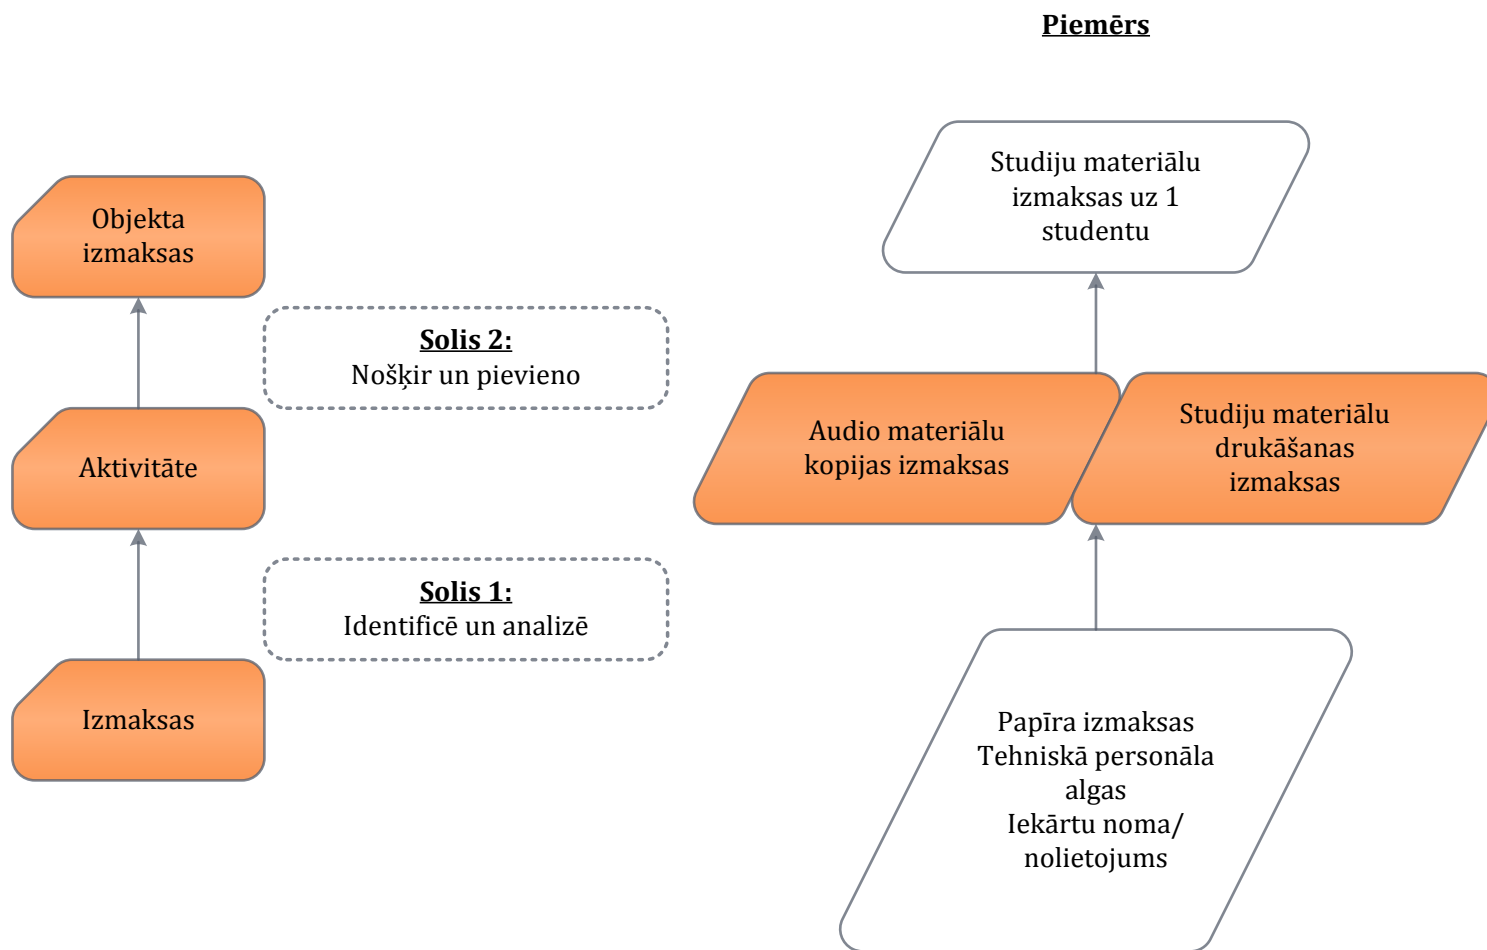 Piemērs
Objekta
izmaksas
Solis 2:
Nošķir un pievieno
Aktivitāte
Solis 1:
Identificē un analizē
Izmaksas
Studiju materiālu
izmaksas uz 1
studentu
Audio materiālu
kopijas izmaksas
Studiju materiālu
drukāšanas
izmaksas
Papīra izmaksas
Tehniskā personāla
algas
Iekārtu noma/
nolietojums